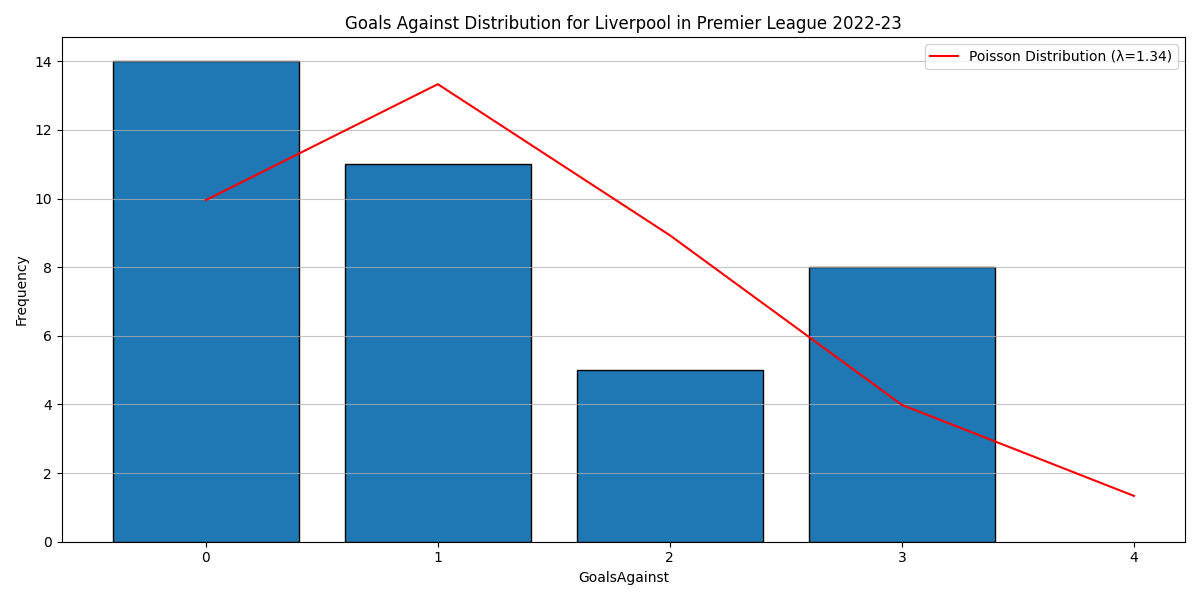 Goals Against Distribution for Liverpool in Premier League 2022-23
Poisson Distribution (λ=1.34)
14
12
10
8
6
4
2
0
Frequency
0 1 2 3 4
GoalsAgainst